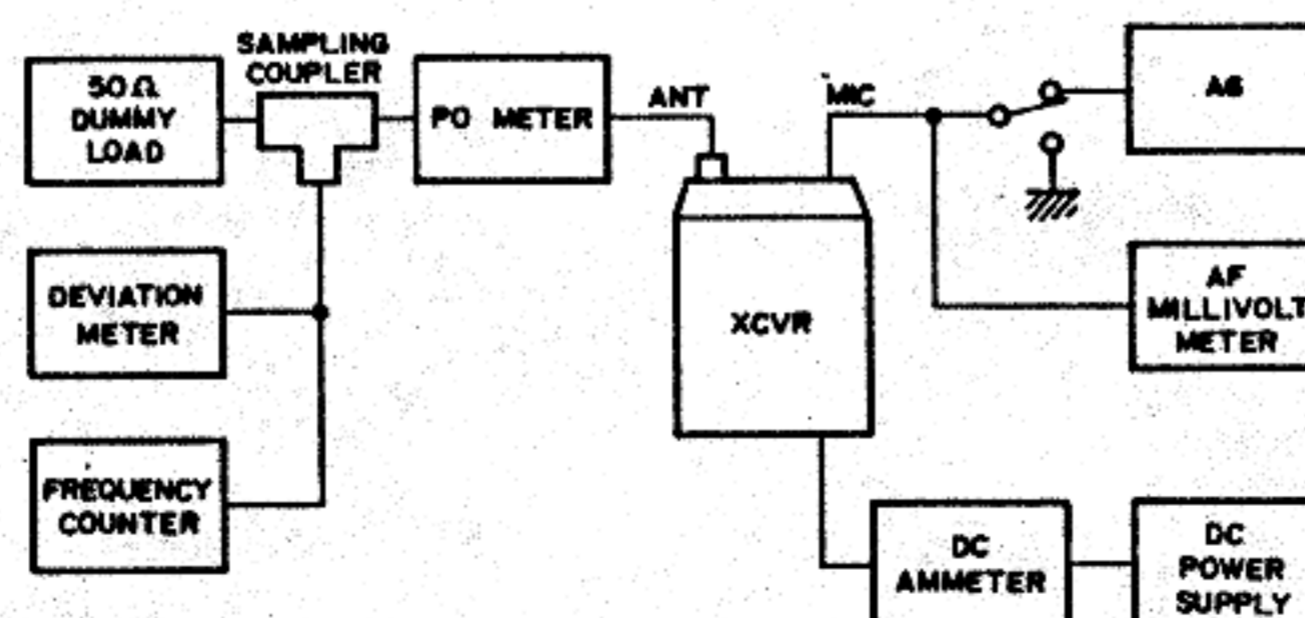 50Ω
DUMMY
LOAD
SAMPLING
COUPLER
PO METER
ANT
MIC
AG
DEVIATION
METER
XCVR
AF
MILLIVOLT
METER
FREQUENCY
COUNTER
DC
AMMETER
DC
POWER
SUPPLY